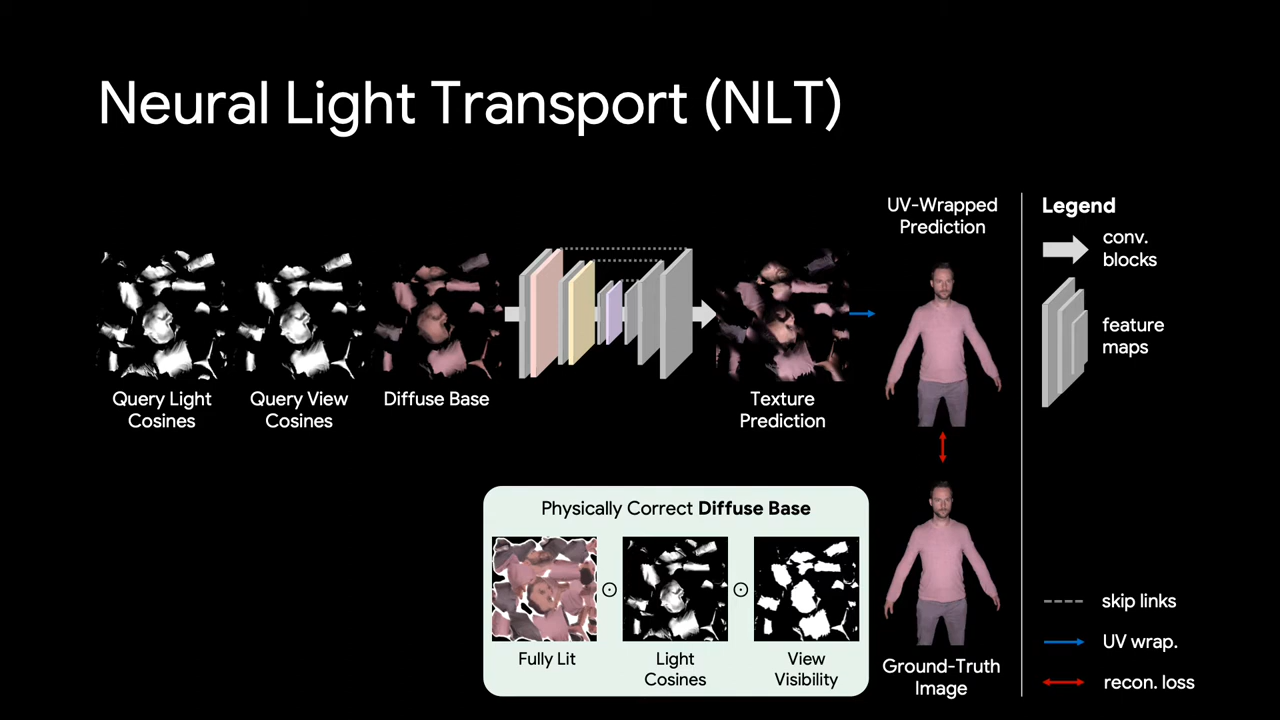 Neural Light Transport (NLT)
UV-Wrapped
Prediction
Legend
conv.
blocks
feature
maps
Query Light
Cosines
Query View
Cosines
Diffuse Base
Texture
Prediction
Physically Correct Diffuse Base
Fully Lit
Light
Cosines
View
Visibility
Ground-Truth
Image
skip links
UV wrap.
recon. loss